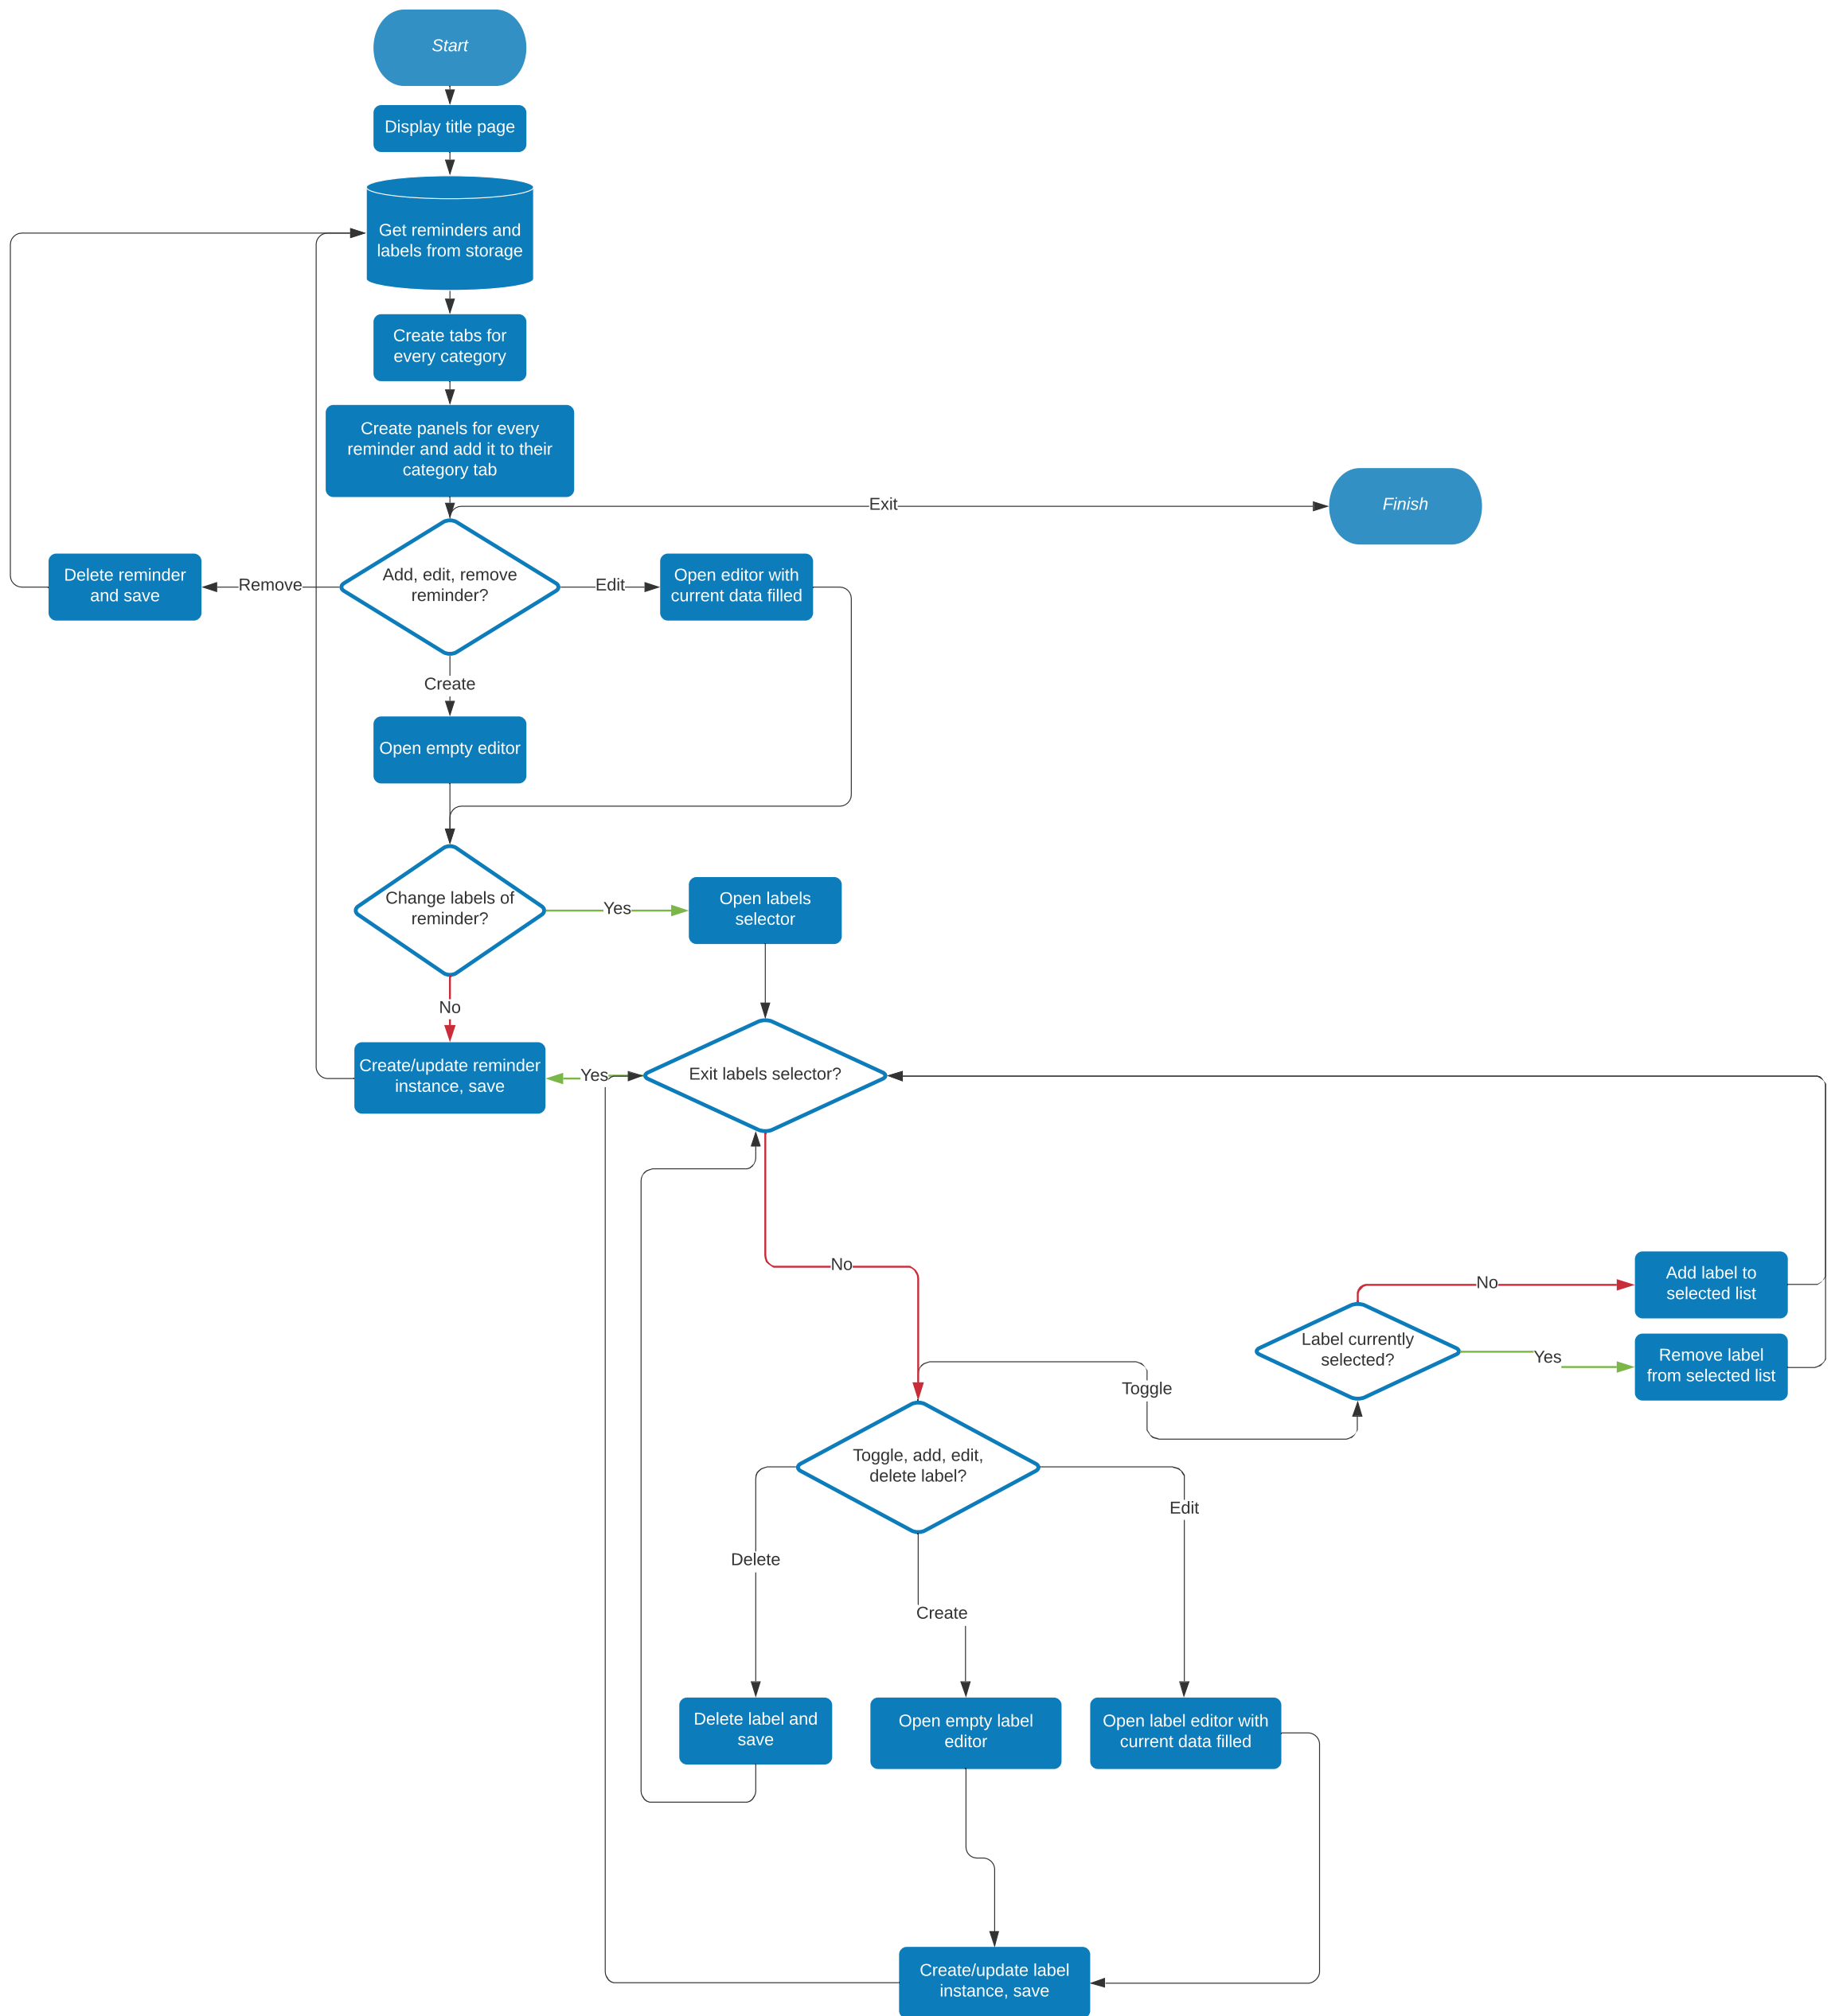 Start
Display title page
Get reminders and
labels from storage
Create tabs for
every category
Create panels for every
reminder and add it to their
category tab
Exit
Finish
Delete reminder
and save
Remove
Add, edit, remove
reminder?
Edit
Open editor with
current data filled
Create
Open empty editor
Change labels of
reminder?
Yes
Open labels
selector
No
Create/update reminder
instance, save
Yes
Exit labels selector?
No
No
Add label to
selected list
Label currently
selected?
Yes
Remove label
from selected list
Toggle
Toggle, add, edit,
delete label?
Edit
Delete
Create
Delete label and
save
Open empty label
editor
Open label editor with
current data filled
Create/update label
instance, save